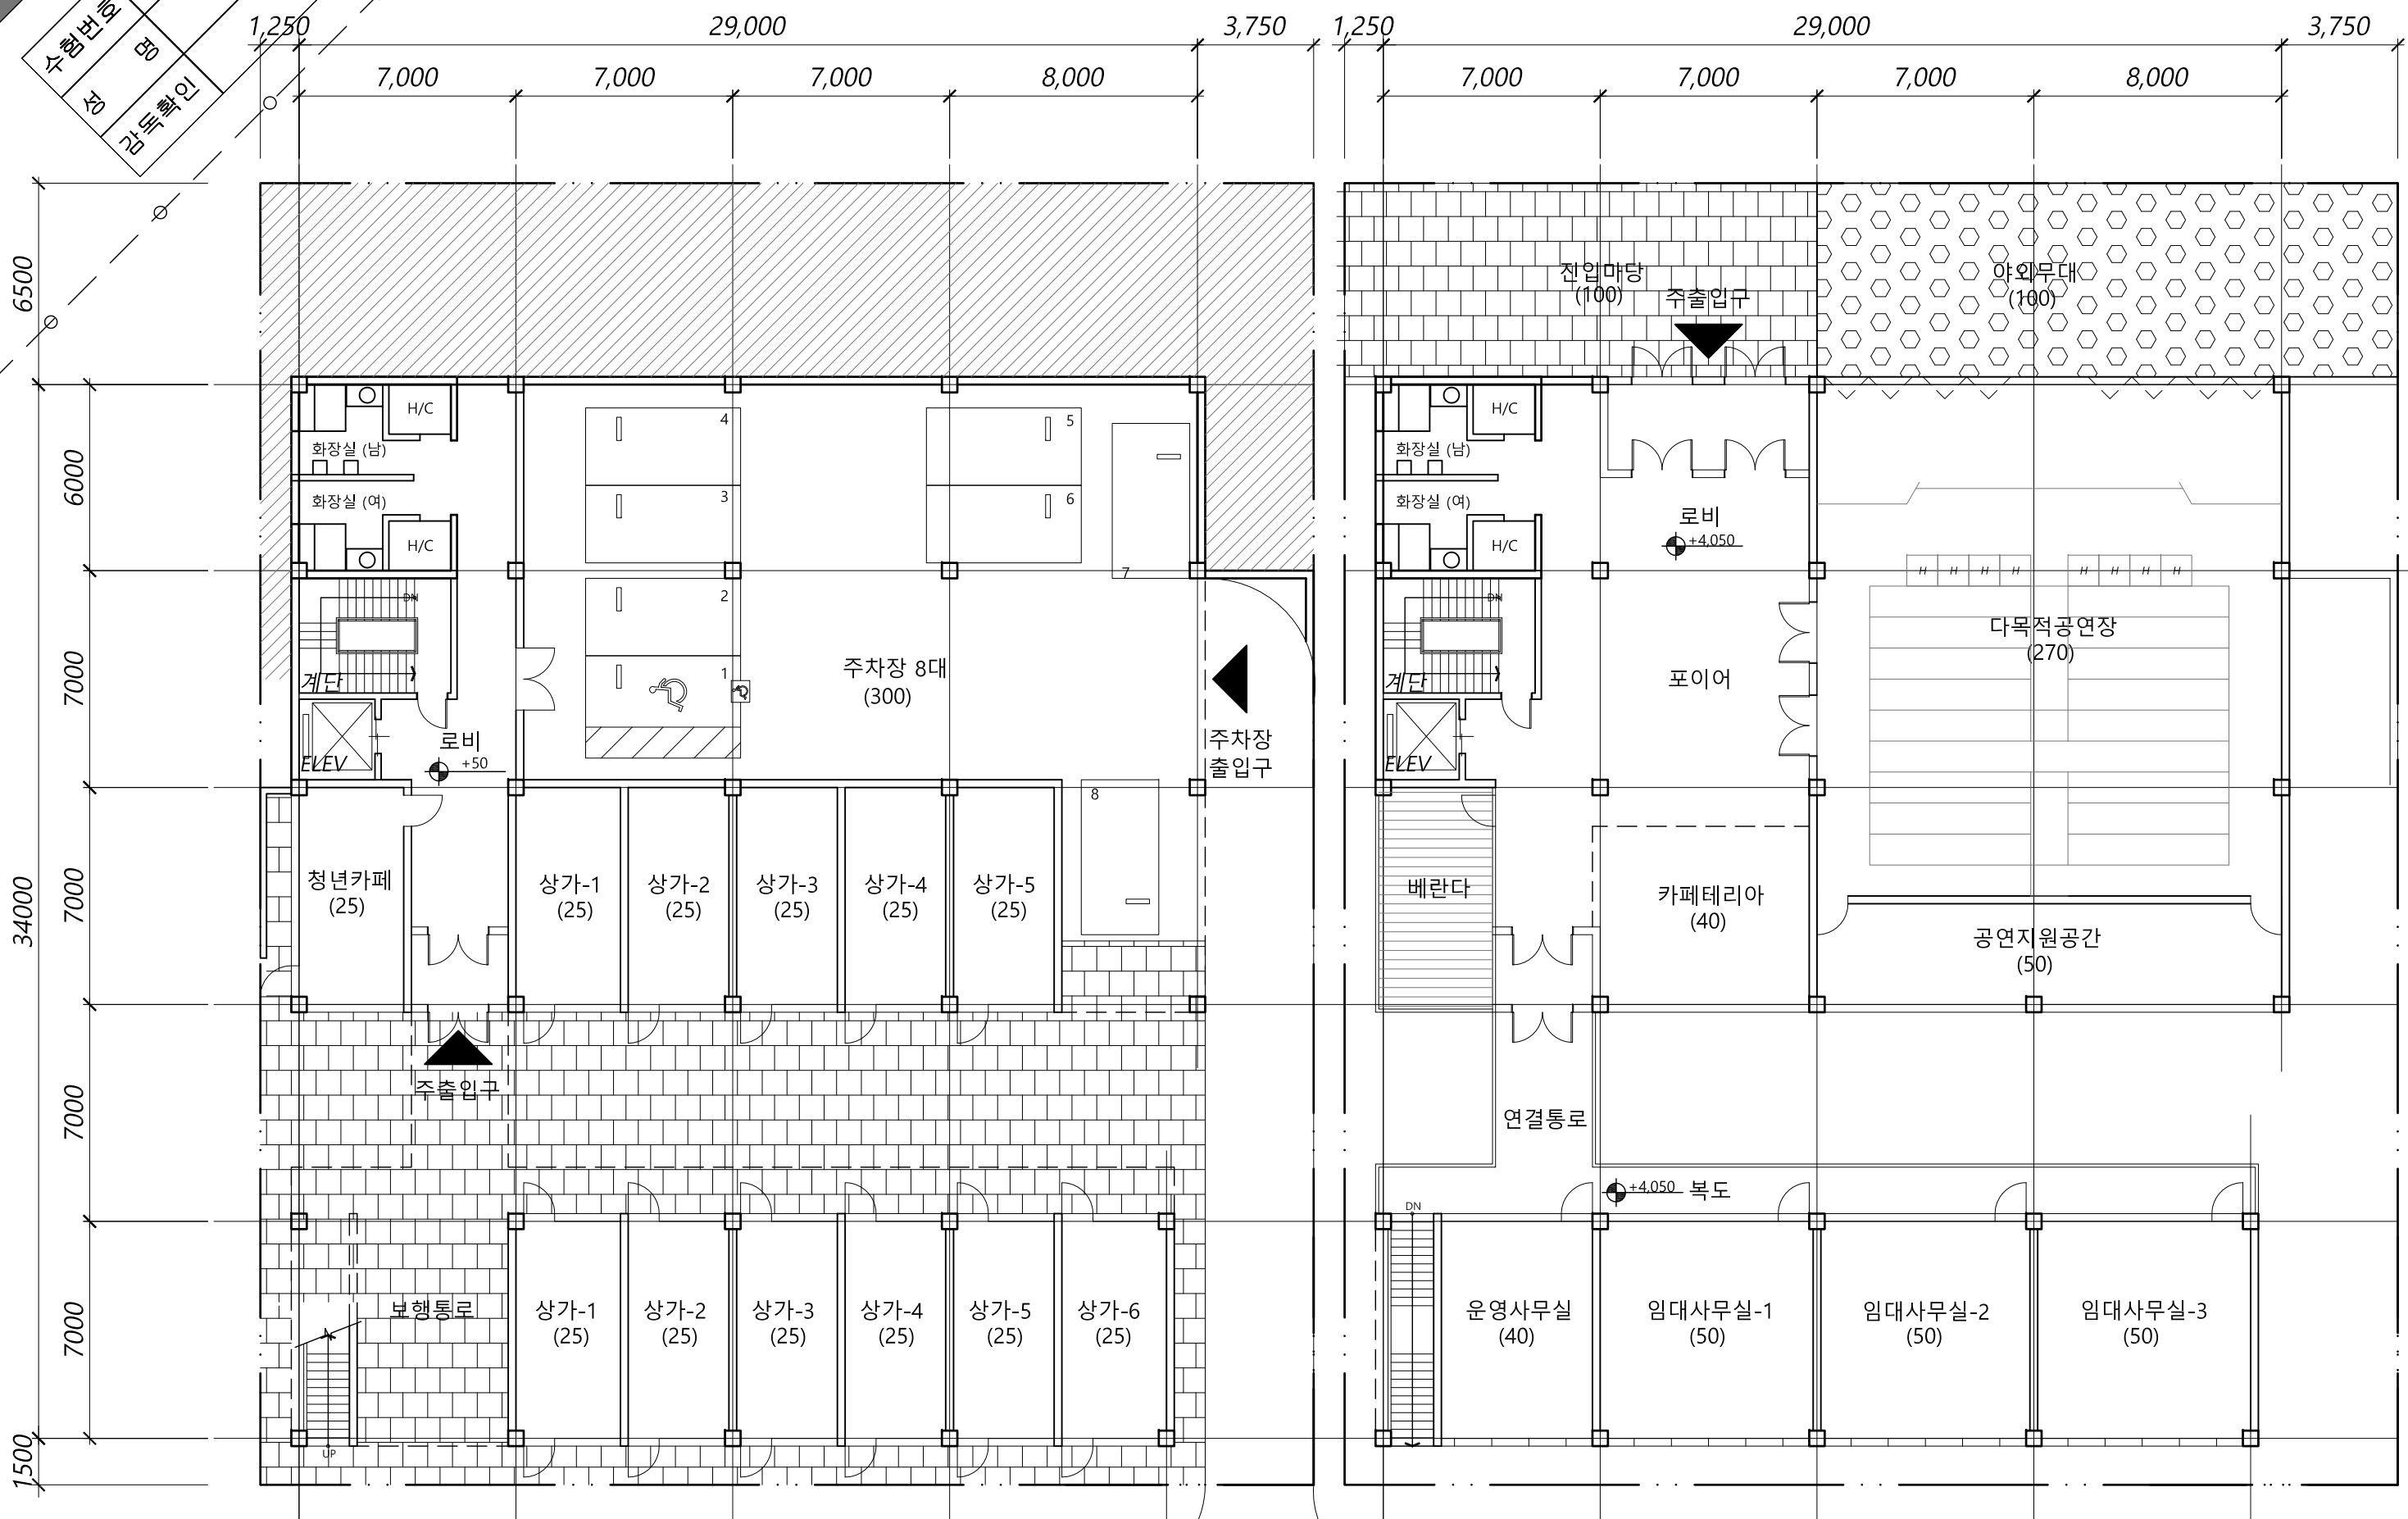 수험번호
성 명
감독확인
1,250
29,000
3,750
1,250
29,000
3,750
7,000
7,000
7,000
8,000
7,000
7,000
7,000
8,000
6500
34000
1500
6000
7000
7000
7000
7000
H/C
화장실 (남)
화장실 (여)
H/C
DN
계단
ELEV
로비
+50
4
3
2
1
5
6
7
8
주차장 8대
(300)
주차장
출입구
청년카페
(25)
상가-1
(25)
상가-2
(25)
상가-3
(25)
상가-4
(25)
상가-5
(25)
주출입구
보행통로
UP
상가-1
(25)
상가-2
(25)
상가-3
(25)
상가-4
(25)
상가-5
(25)
상가-6
(25)
진입마당
(100)
주출입구
야외무대
(100)
H/C
화장실 (남)
화장실 (여)
H/C
DN
계단
ELEV
로비
+4,050
포이어
H H H H
H H H H
다목적공연장
(270)
베란다
카페테리아
(40)
공연지원공간
(50)
연결통로
+4,050 복도
DN
운영사무실
(40)
임대사무실-1
(50)
임대사무실-2
(50)
임대사무실-3
(50)